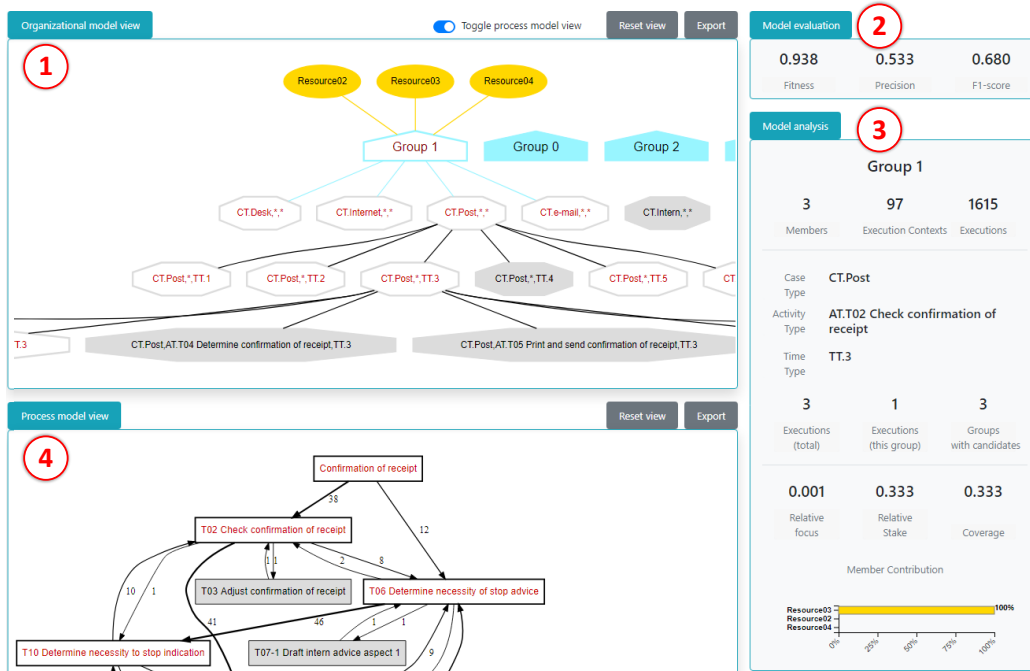 Organizational model view
Toggle process model view
Reset view
Export
1
Resource02
Resource03
Resource04
Group 1
Group 0
Group 2
CT.Desk,*,*
CT.Internet,*,*
CT.Post,*,*
CT.e-mail,*,*
CT.Intern,*,*
CT.Post,*,TT.1
CT.Post,*,TT.2
CT.Post,*,TT.3
CT.Post,*,TT.4
CT.Post,*,TT.5
CT
T.3
CT.Post,AT.T04 Determine confirmation of receipt,TT.3
CT.Post,AT.T05 Print and send confirmation of receipt,TT.3
Model evaluation
2
0.938
0.533
0.680
Fitness
Precision
F1-score
Model analysis
3
Group 1
3
97
1615
Members
Execution Contexts
Executions
Case
Type
CT.Post
Activity
Type
AT.T02 Check confirmation of
receipt
Time
Type
TT.3
3
1
3
Executions
(total)
Executions
(this group)
Groups
with candidates
0.001
0.333
0.333
Relative
focus
Relative
Stake
Coverage
Member Contribution
Resource03
100%
Resource02
Resource04
0%
25%
50%
75%
100%
Process model view
Reset view
Export
4
Confirmation of receipt
38
12
T02 Check confirmation of receipt
1
1
2
8
10
1
T03 Adjust confirmation of receipt
T06 Determine necessity of stop advice
41
46
1
1
9
T10 Determine necessity to stop indication
T07-1 Draft intern advice aspect 1